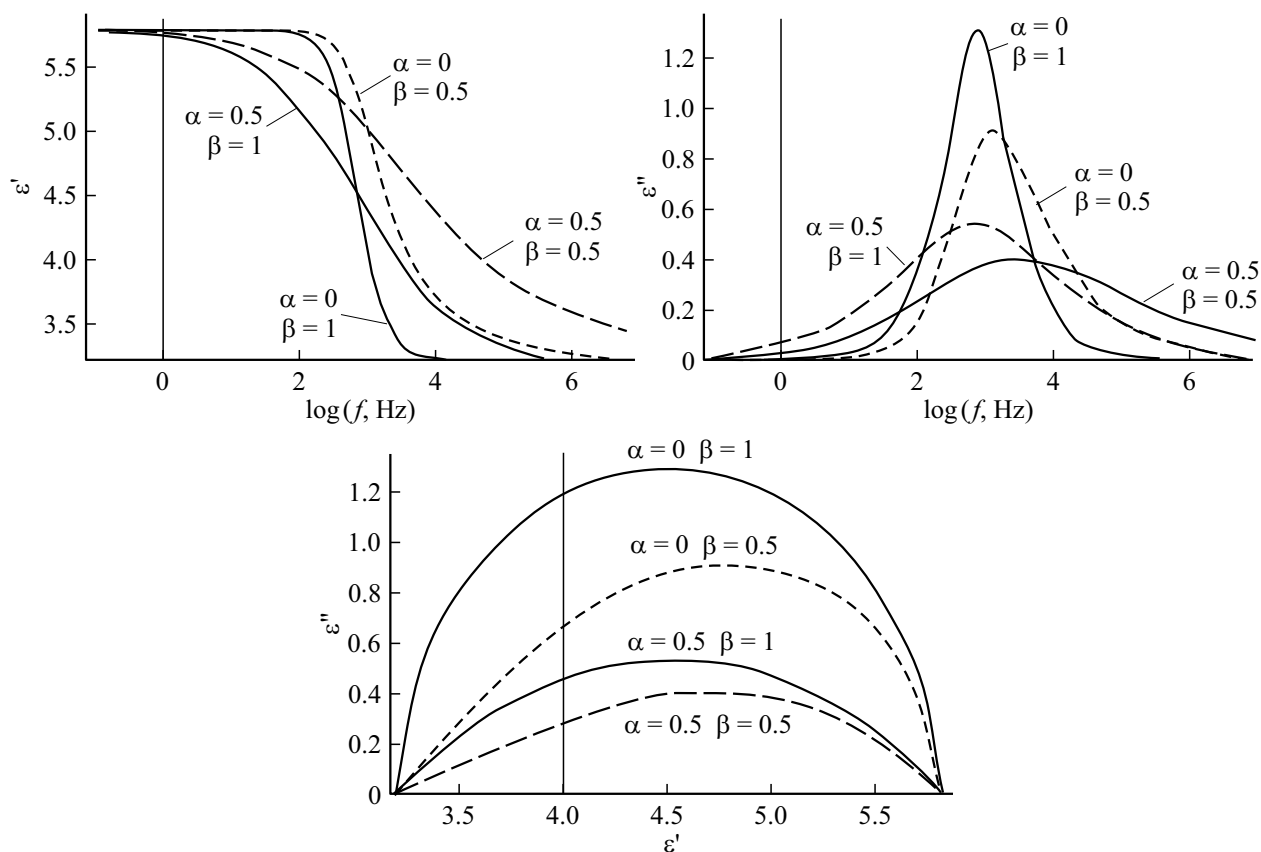 5.5
5.0
4.5
4.0
3.5
ε'
α = 0
β = 0.5
α = 0.5
β = 1
α = 0.5
β = 0.5
α = 0
β = 1
0 2 4 6
log (f, Hz)
1.2
1.0
0.8
0.6
0.4
0.2
0
ε"
α = 0
β = 1
α = 0
β = 0.5
α = 0.5
β = 1
α = 0.5
β = 0.5
0 2 4 6
log (f, Hz)
1.2
1.0
0.8
0.6
0.4
0.2
0
ε"
α = 0 β = 1
α = 0 β = 0.5
α = 0.5 β = 1
α = 0.5 β = 0.5
3.5 4.0 4.5 5.0 5.5
ε'